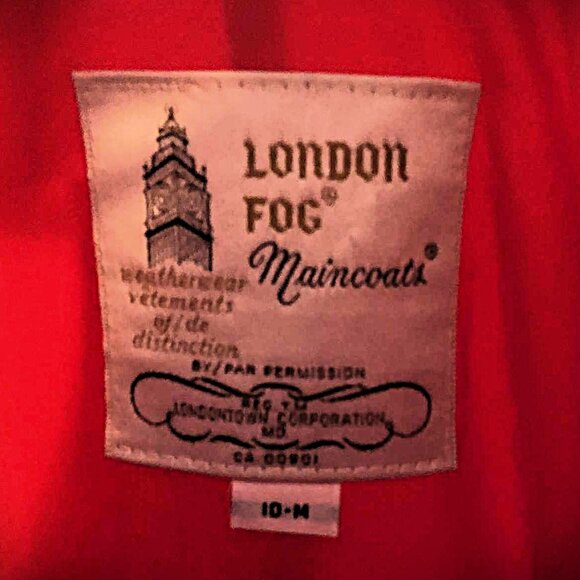 LONDON
FOG®
Maincoats®
weatherwear
vetements
of/de
distinction
BY/PAR PERMISSION
REG TM
LONDONTOWN CORPORATION
MD
CA 00901
10-M